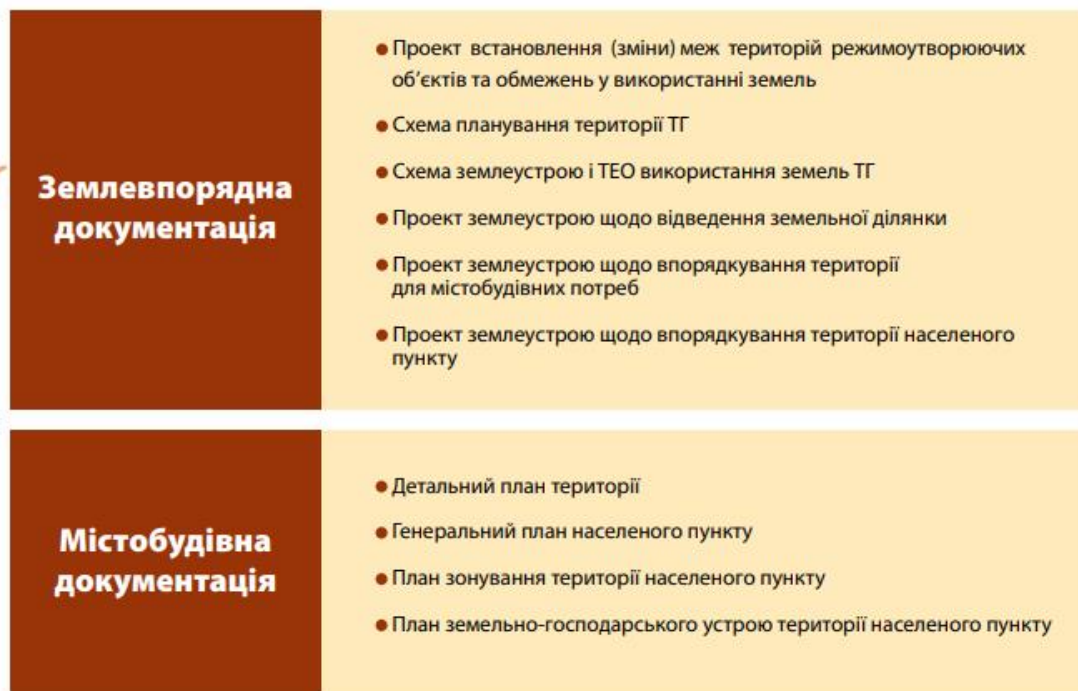 Землевпорядна
документація
● Проект встановлення (зміни) меж територій режимоутворюючих
об’єктів та обмежень у використанні земель
● Схема планування території ТГ
● Схема землеустрою і ТЕО використання земель ТГ
● Проект землеустрою щодо відведення земельної ділянки
● Проект землеустрою щодо впорядкування території
для містобудівних потреб
● Проект землеустрою щодо впорядкування території населеного
пункту
Містобудівна
документація
● Детальний план території
● Генеральний план населеного пункту
● План зонування території населеного пункту
● План земельно-господарського устрою території населеного пункту